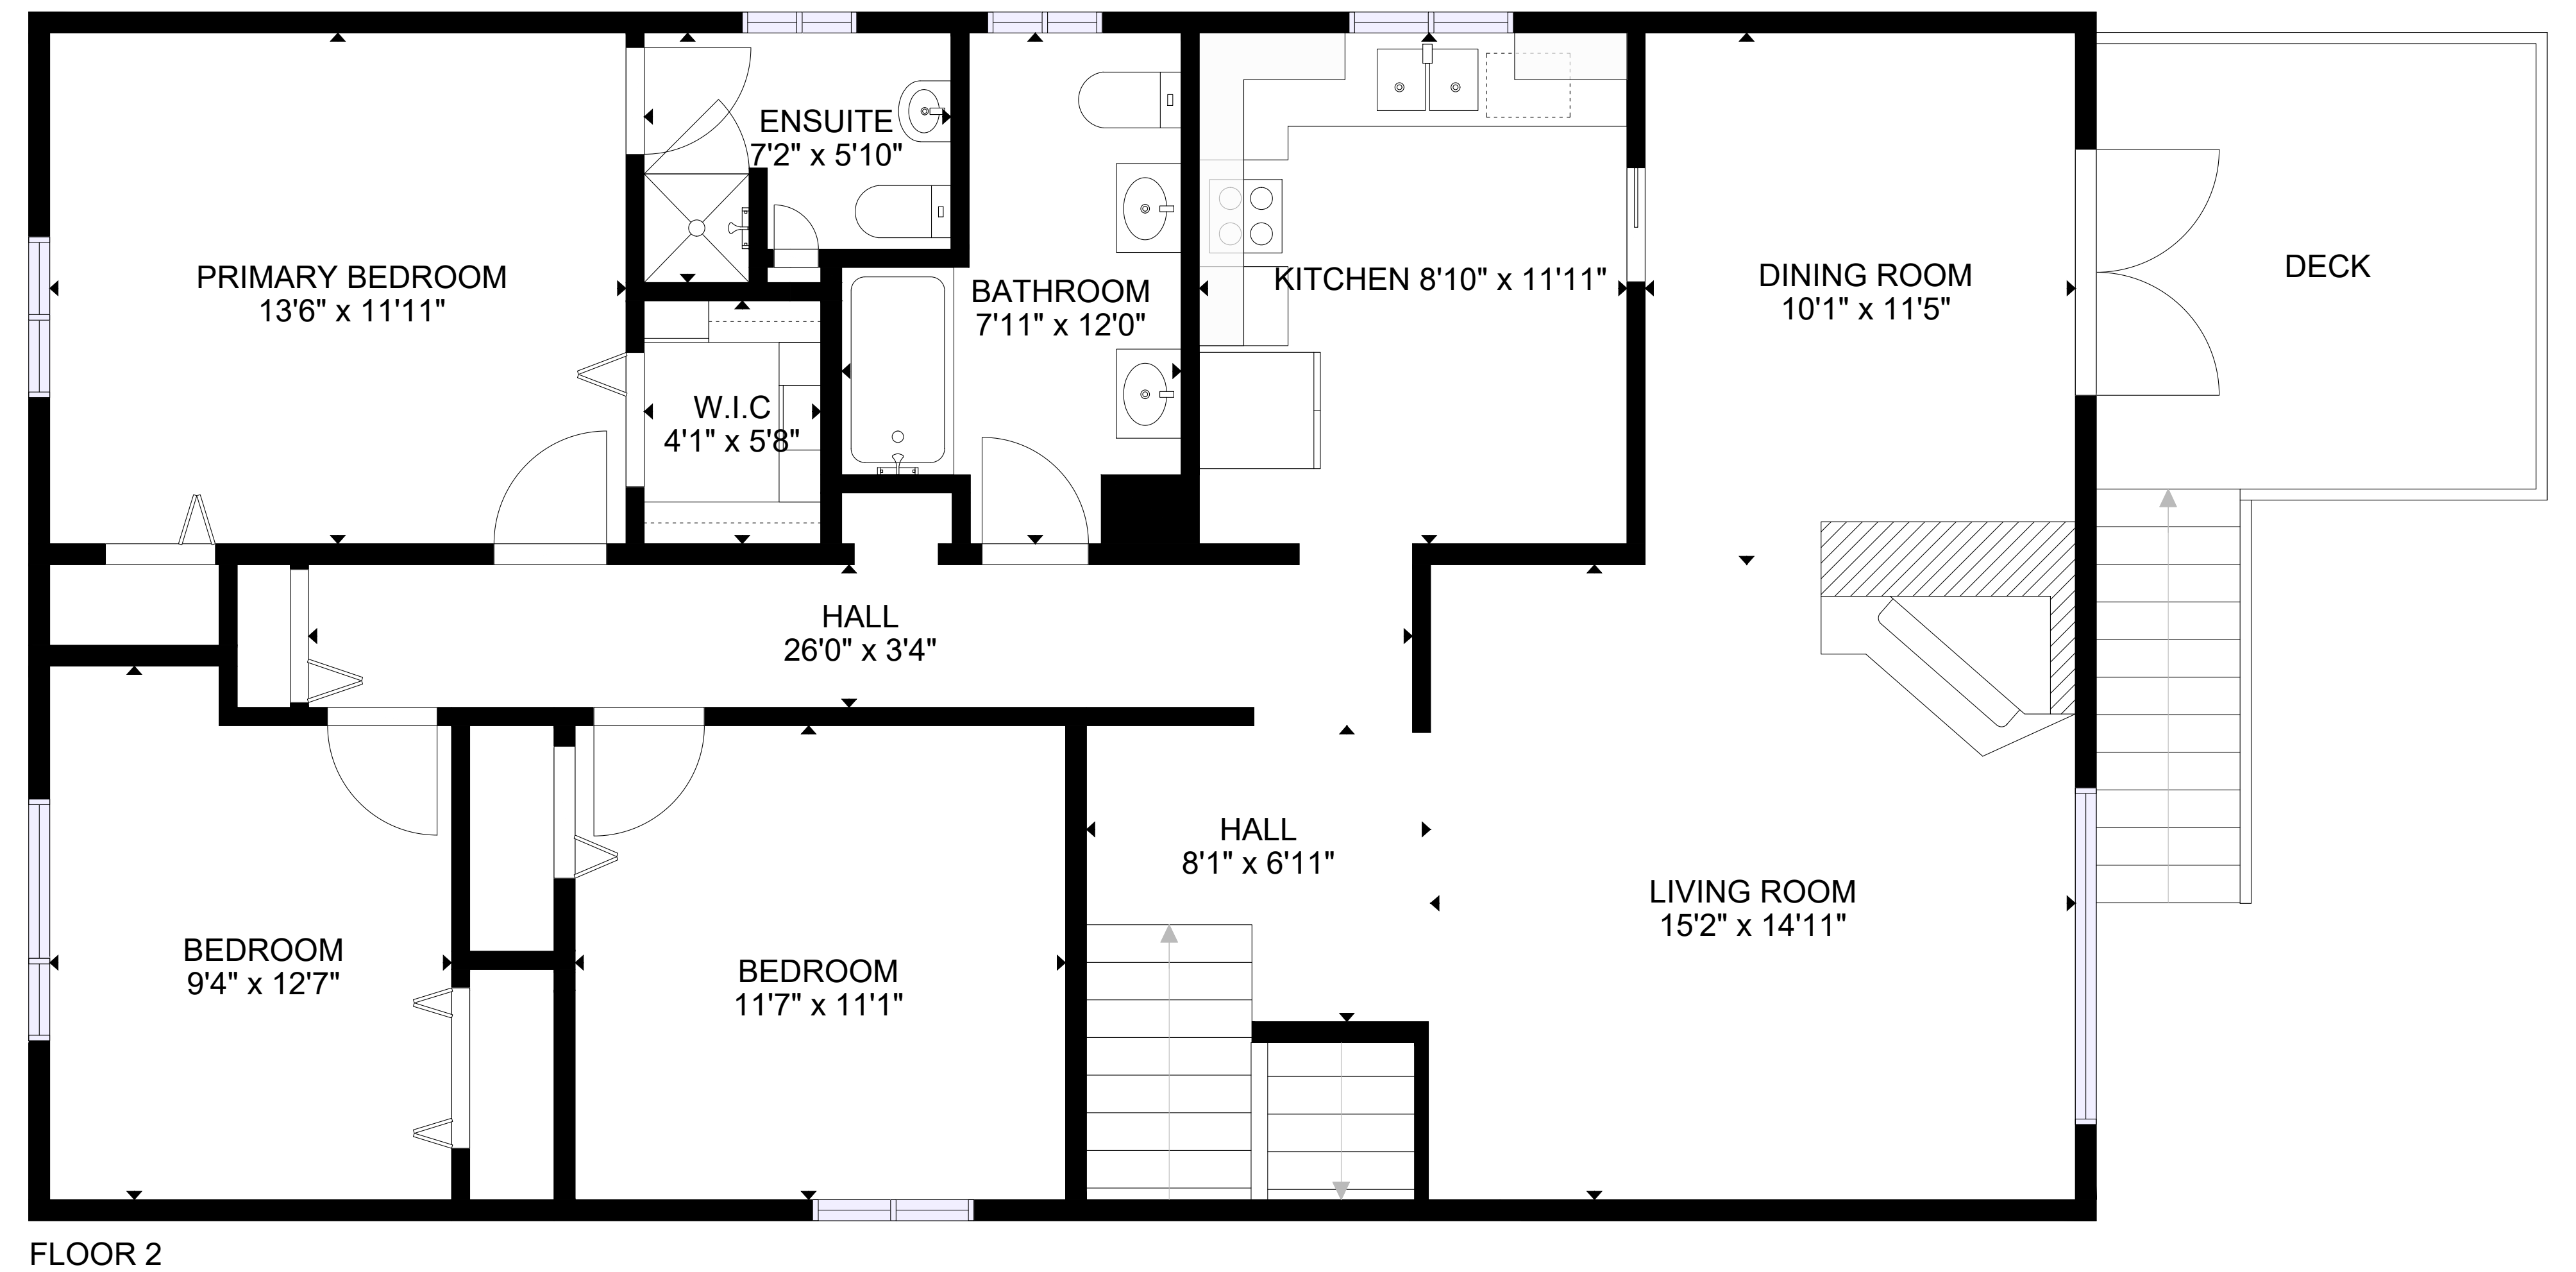 ENSUITE
7'2" x 5'10"
PRIMARY BEDROOM
13'6" x 11'11"
BATHROOM
7'11" x 12'0"
KITCHEN 8'10" x 11'11"
DINING ROOM
10'1" x 11'5"
DECK
W.I.C
4'1" x 5'8"
HALL
26'0" x 3'4"
HALL
8'1" x 6'11"
LIVING ROOM
15'2" x 14'11"
BEDROOM
9'4" x 12'7"
BEDROOM
11'7" x 11'1"
FLOOR 2